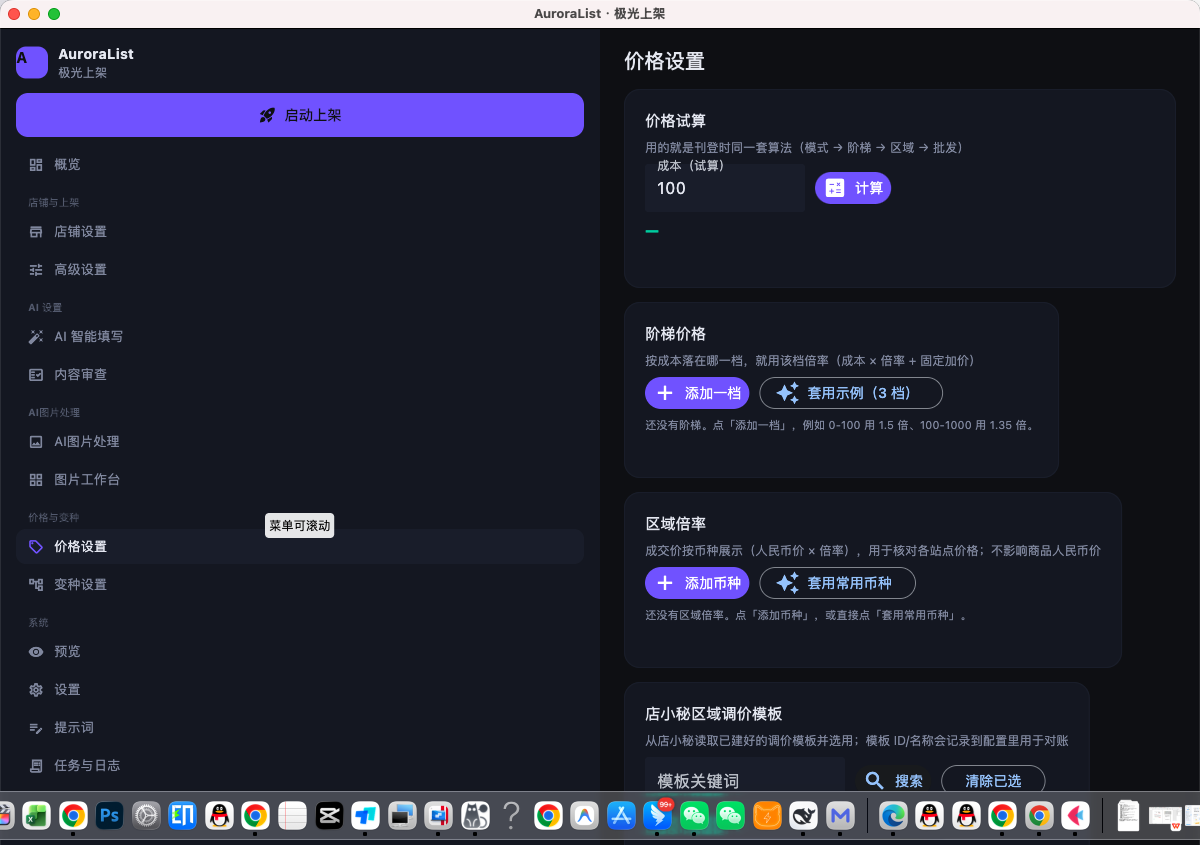 AuroraList · 极光上架
A
AuroraList
极光上架
启动上架
概览
店铺与上架
店铺设置
高级设置
AI 设置
AI 智能填写
内容审查
AI图片处理
AI图片处理
图片工作台
价格与变种
菜单可滚动
价格设置
变种设置
系统
预览
设置
提示词
任务与日志
价格设置
价格试算
用的就是刊登时同一套算法（模式 → 阶梯 → 区域 → 批发）
成本（试算）
100
计算
—
阶梯价格
按成本落在哪一档，就用该档倍率（成本 × 倍率 + 固定加价）
添加一档
套用示例（3 档）
还没有阶梯。点「添加一档」，例如 0-100 用 1.5 倍、100-1000 用 1.35 倍。
区域倍率
成交价按币种展示（人民币价 × 倍率），用于核对各站点价格；不影响商品人民币价
添加币种
套用常用币种
还没有区域倍率。点「添加币种」，或直接点「套用常用币种」。
店小秘区域调价模板
从店小秘读取已建好的调价模板并选用；模板 ID/名称会记录到配置里用于对账
模板关键词
搜索
清除已选
Ps
?
99+